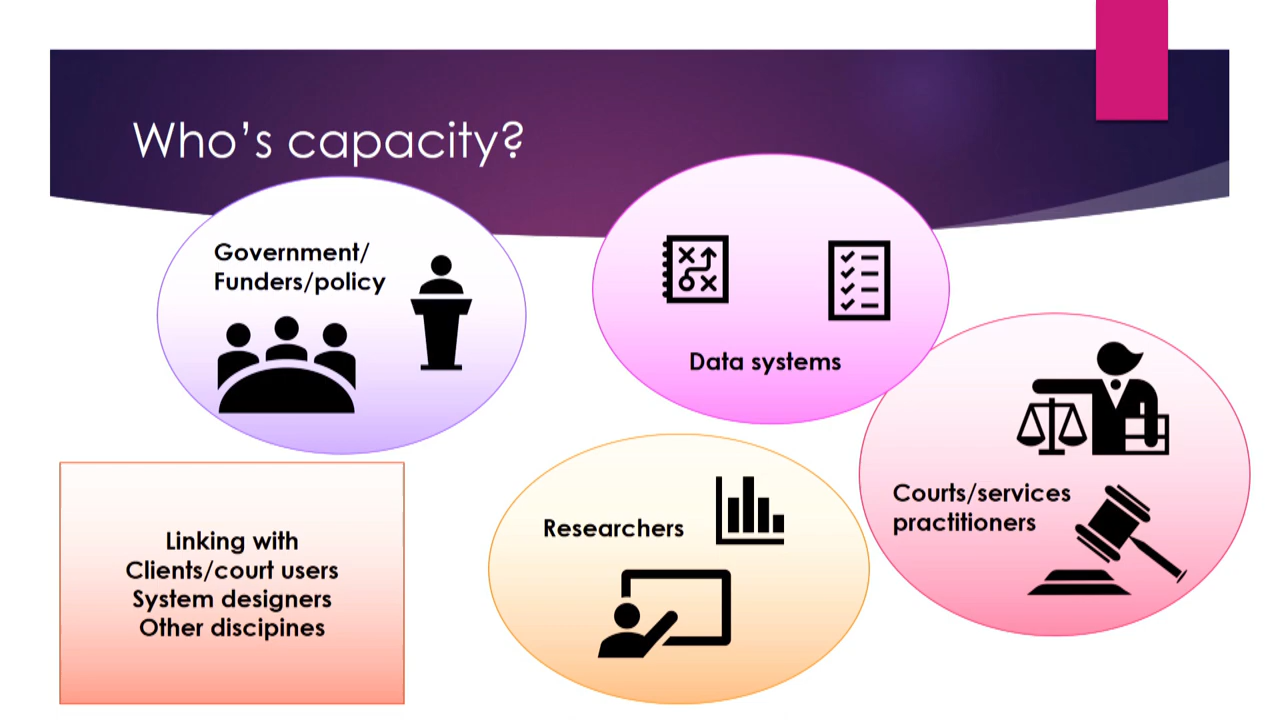 Who’s capacity?
Government/
Funders/policy
Data systems
Courts/services
practitioners
Researchers
Linking with
Clients/court users
System designers
Other discipines